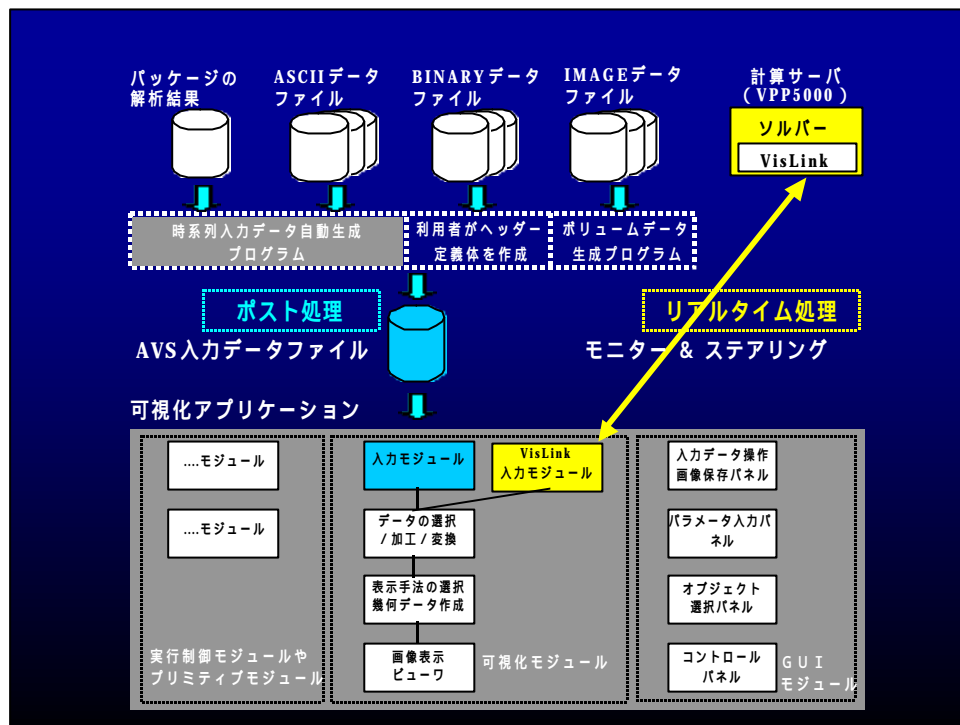 パッケージの
解析結果
ASCIIデータ
ファイル
BINARYデータ
ファイル
IMAGEデータ
ファイル
計算サーバ
(VPP5000)
ソルバー
VisLink
時系列入力データ自動生成
プログラム
利用者がヘッダー
定義体を作成
ボリュームデータ
生成プログラム
ポスト処理
リアルタイム処理
AVS入力データファイル
モニター & ステアリング
可視化アプリケーション
....モジュール
....モジュール
実行制御モジュールや
プリミティブモジュール
入力モジュール
VisLink
入力モジュール
データの選択
/加工/変換
表示手法の選択
幾何データ作成
画像表示
ビューワ
可視化モジュール
入力データ操作
画像保存パネル
パラメータ入力パ
ネル
オブジェクト
選択パネル
コントロール
パネル
GUI
モジュール